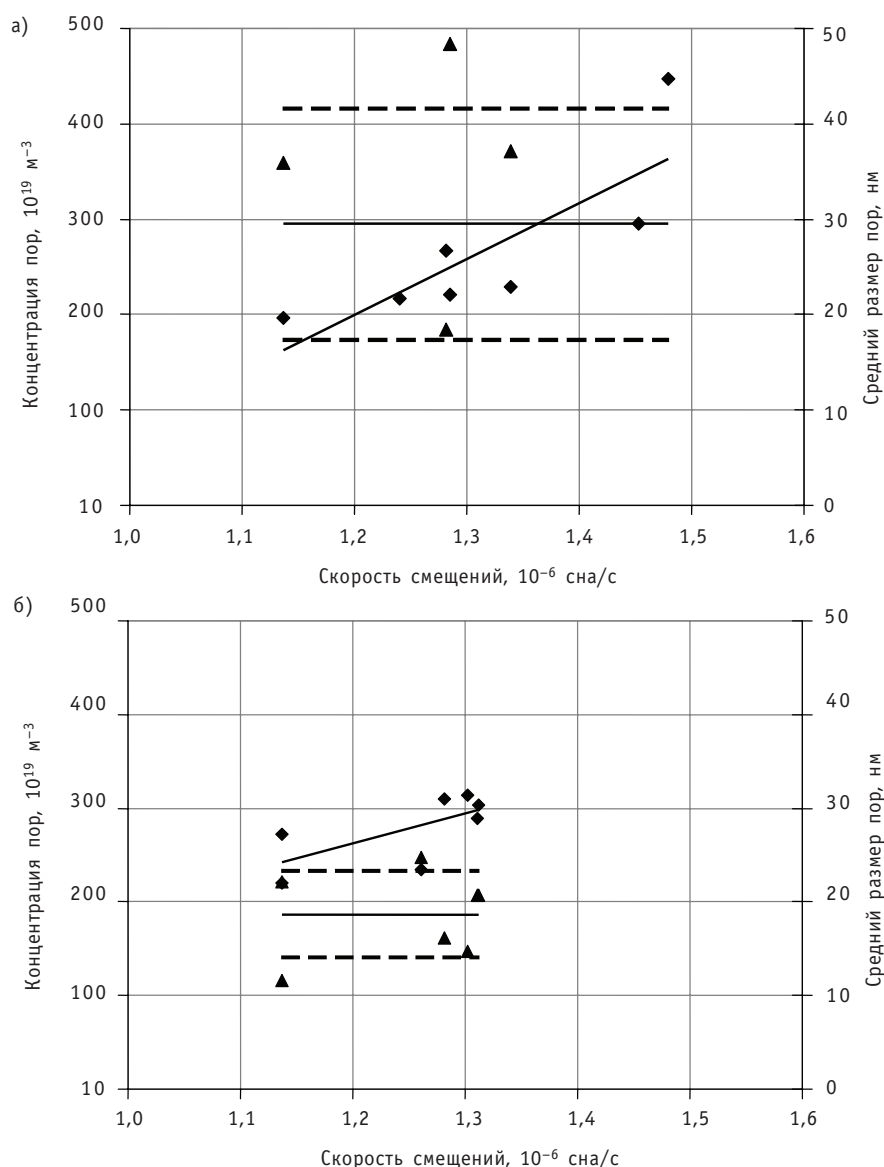 а)
500
400
300
200
100
10
Концентрация пор, 10¹⁹ м⁻³
50
40
30
20
10
0
Средний размер пор, нм
1,0 1,1 1,2 1,3 1,4 1,5 1,6
Скорость смещений, 10⁻⁶ сна/с
б)
500
400
300
200
100
10
Концентрация пор, 10¹⁹ м⁻³
50
40
30
20
10
0
Средний размер пор, нм
1,0 1,1 1,2 1,3 1,4 1,5 1,6
Скорость смещений, 10⁻⁶ сна/с